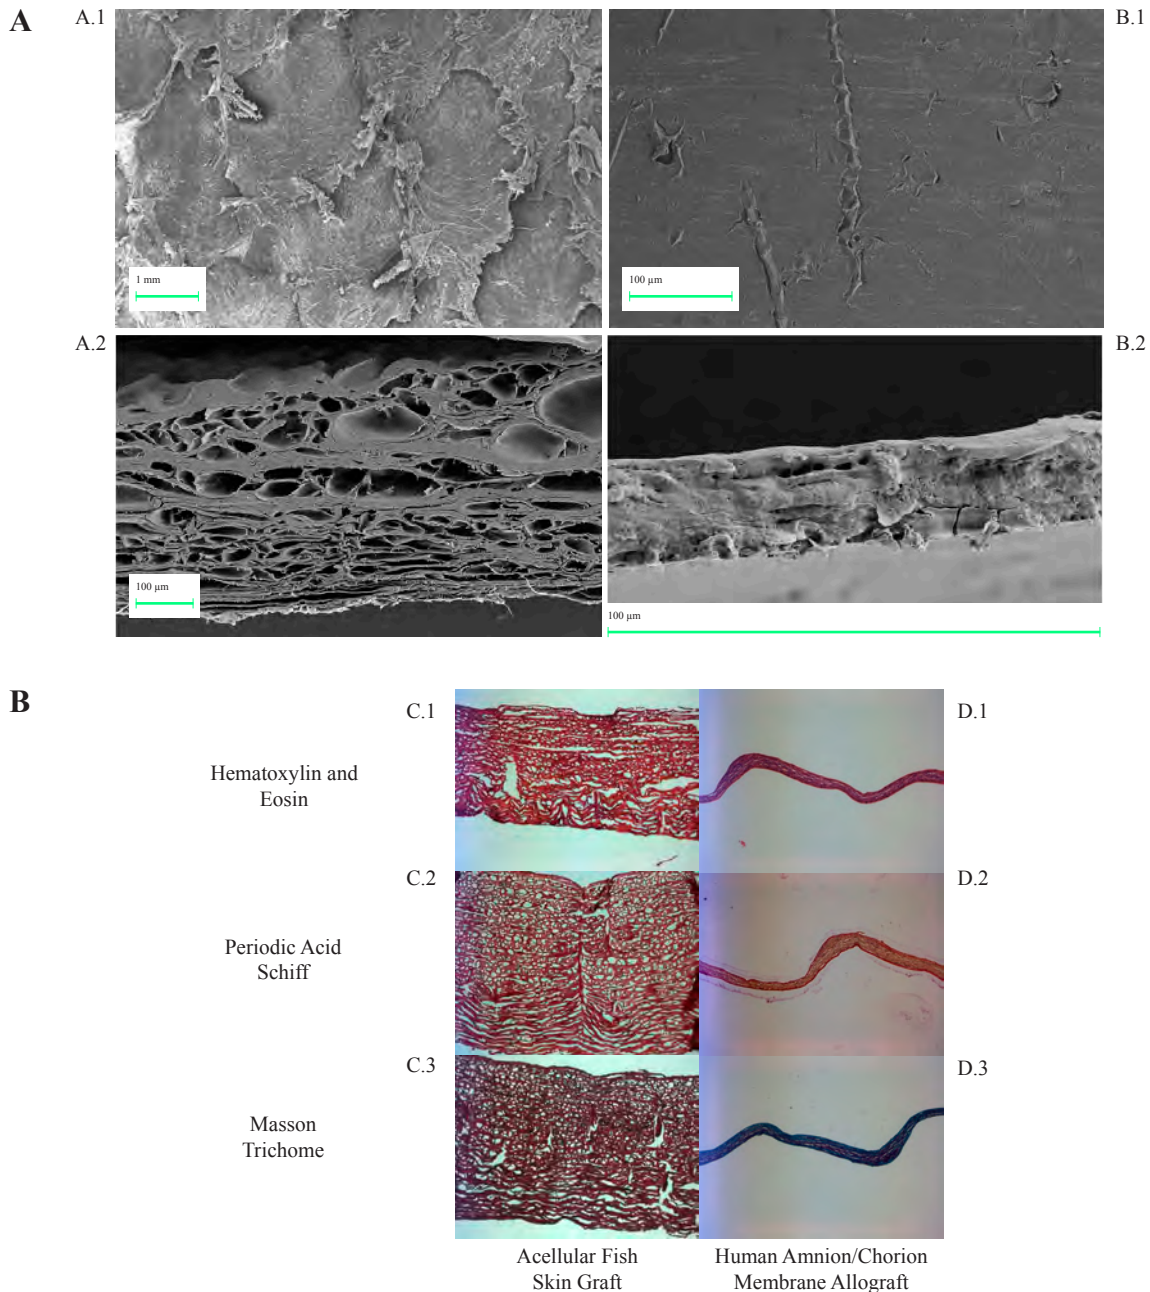 A
A.1
B.1
1 mm
100 µm
A.2
B.2
100 µm
100 µm
B
C.1
D.1
Hematoxylin and
Eosin
C.2
D.2
Periodic Acid
Schiff
C.3
D.3
Masson
Trichome
Acellular Fish
Skin Graft
Human Amnion/Chorion
Membrane Allograft